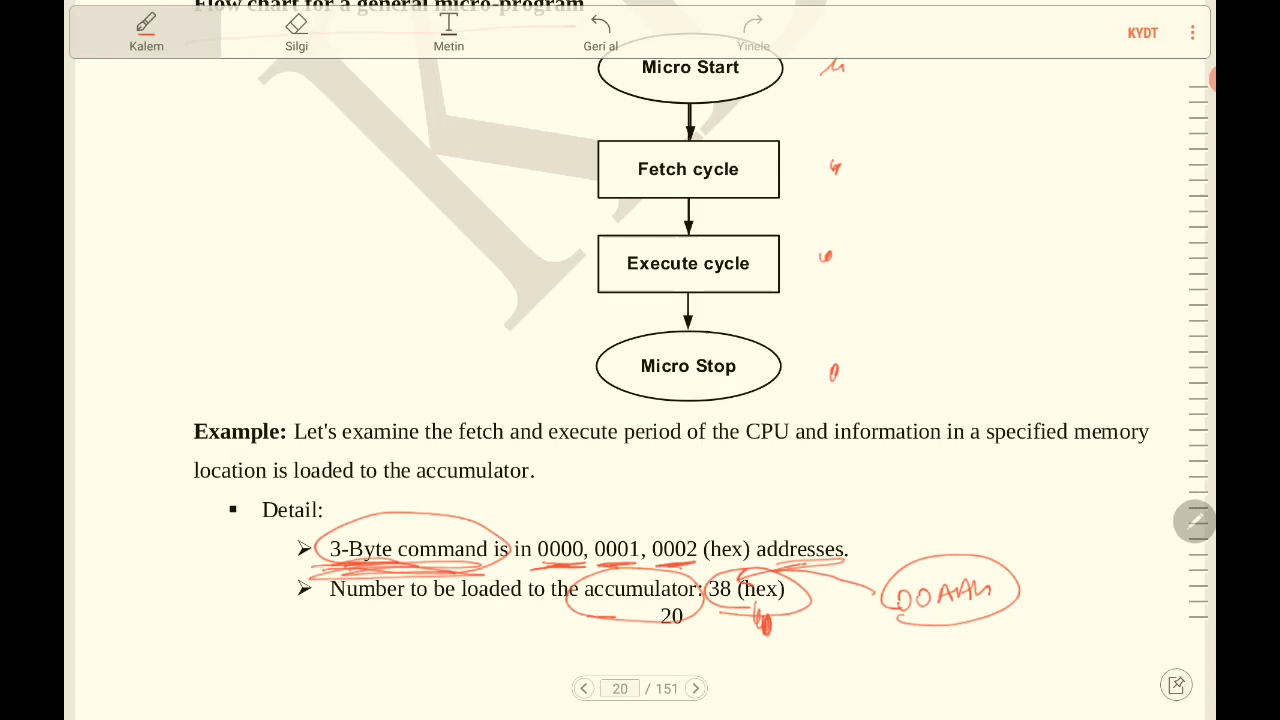 Flow chart for a general micro-program
Kalem
Silgi
Metin
Geri al
Yinele
KYDT
Micro Start
Fetch cycle
Execute cycle
Micro Stop
Example: Let's examine the fetch and execute period of the CPU and information in a specified memory
location is loaded to the accumulator.
▪ Detail:
➢ 3-Byte command is in 0000, 0001, 0002 (hex) addresses.
➢ Number to be loaded to the accumulator: 38 (hex)
00AAh
20
20 / 151